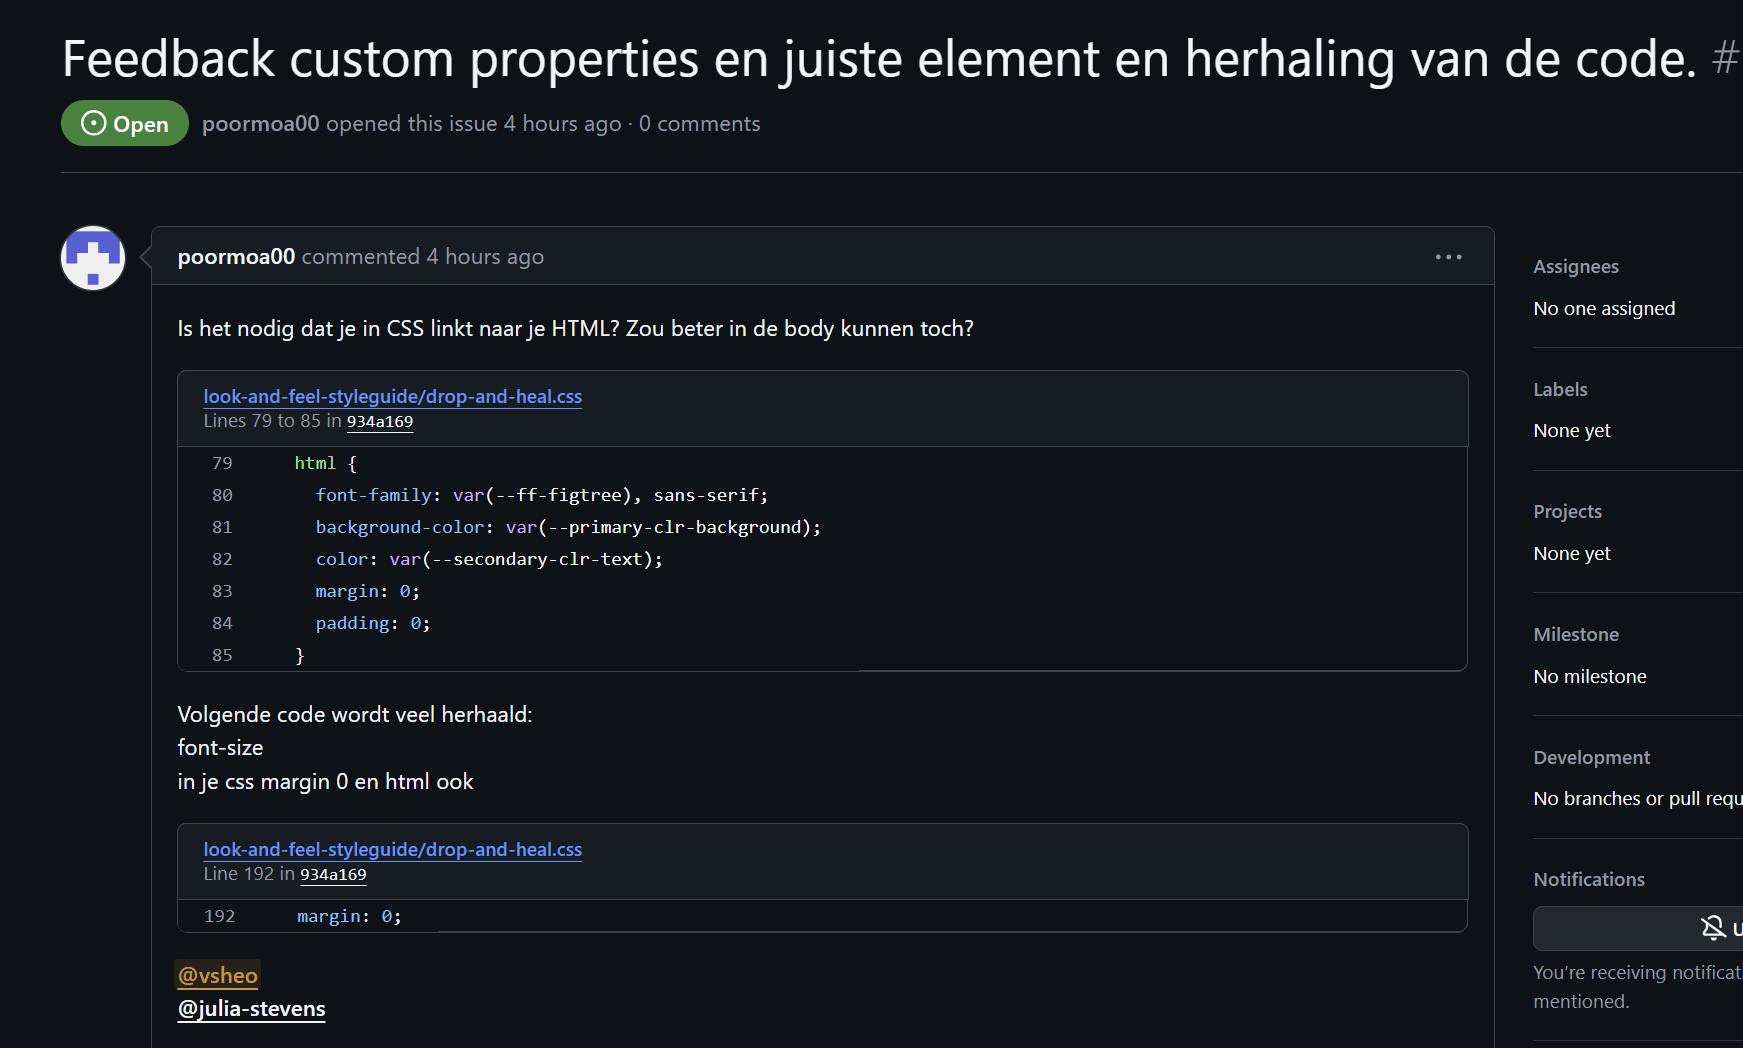 Feedback custom properties en juiste element en herhaling van de code. #
Open
poormoa00 opened this issue 4 hours ago · 0 comments
poormoa00 commented 4 hours ago
Is het nodig dat je in CSS linkt naar je HTML? Zou beter in de body kunnen toch?
look-and-feel-styleguide/drop-and-heal.css
Lines 79 to 85 in 934a169
79 html {
80 font-family: var(--ff-figtree), sans-serif;
81 background-color: var(--primary-clr-background);
82 color: var(--secondary-clr-text);
83 margin: 0;
84 padding: 0;
85 }
Volgende code wordt veel herhaald:
font-size
in je css margin 0 en html ook
look-and-feel-styleguide/drop-and-heal.css
Line 192 in 934a169
192 margin: 0;
@vsheo
@julia-stevens
Assignees
No one assigned
Labels
None yet
Projects
None yet
Milestone
No milestone
Development
No branches or pull requ
Notifications
U
You're receiving notificat
mentioned.